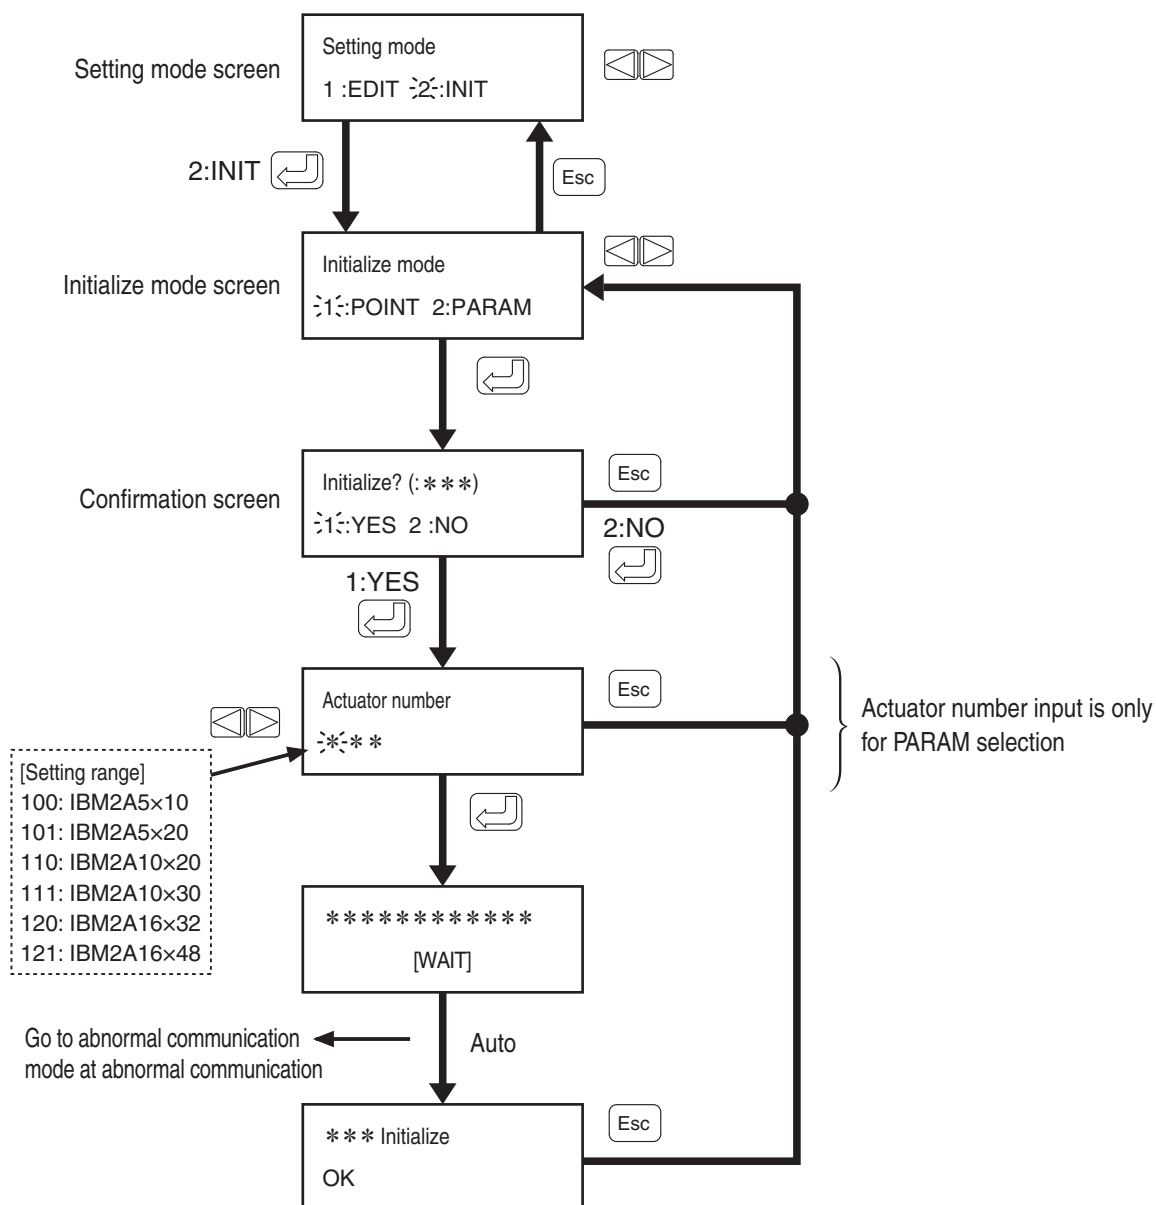 Setting mode screen
Setting mode
1 :EDIT 2 :INIT
2:INIT
Esc
Initialize mode screen
Initialize mode
1 :POINT 2:PARAM
Confirmation screen
Initialize? (:***)
1 :YES 2 :NO
Esc
2:NO
1:YES
Actuator number
***
Esc
Actuator number input is only
for PARAM selection
[Setting range]
100: IBM2A5×10
101: IBM2A5×20
110: IBM2A10×20
111: IBM2A10×30
120: IBM2A16×32
121: IBM2A16×48
************
[WAIT]
Go to abnormal communication
mode at abnormal communication
Auto
*** Initialize
OK
Esc